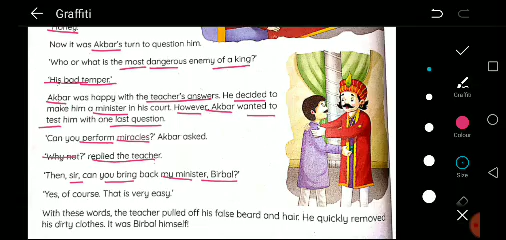 Graffiti
'Honey.'
Now it was Akbar's turn to question him.
'Who or what is the most dangerous enemy of a king?'
'His bad temper.'
Akbar was happy with the teacher's answers. He decided to
make him a minister in his court. However, Akbar wanted to
test him with one last question.
'Can you perform miracles?' Akbar asked.
'Why not?' replied the teacher.
'Then, sir, can you bring back my minister, Birbal?'
'Yes, of course. That is very easy.'
With these words, the teacher pulled off his false beard and hair. He quickly removed
his dirty clothes. It was Birbal himself!
Graffiti
Colour
Size